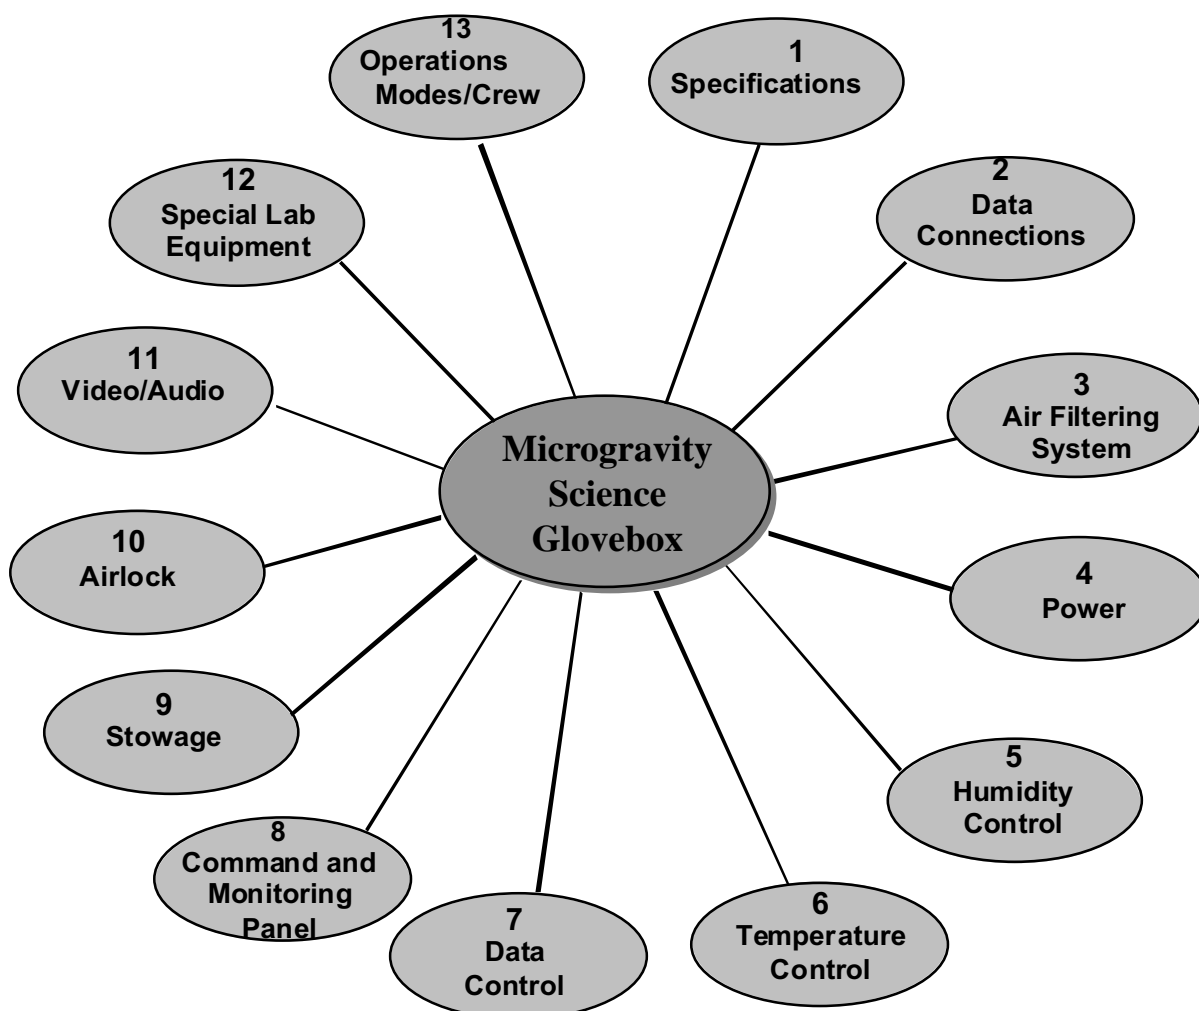 13
Operations
Modes/Crew
1
Specifications
12
Special Lab
Equipment
2
Data
Connections
11
Video/Audio
3
Air Filtering
System
Microgravity
Science
Glovebox
10
Airlock
4
Power
9
Stowage
5
Humidity
Control
8
Command and
Monitoring
Panel
7
Data
Control
6
Temperature
Control